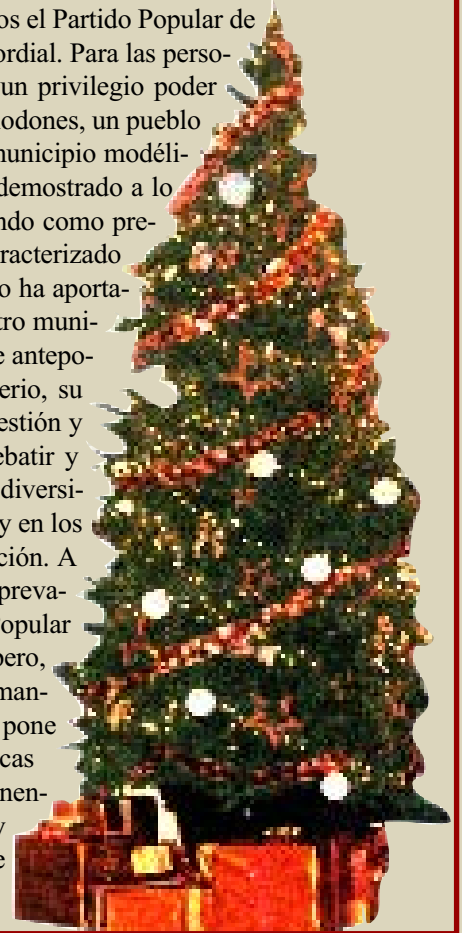 os el Partido Popular de
ordial. Para las perso-
un privilegio poder
odones, un pueblo
municipio modéli-
demostrado a lo
ndo como pre-
racterizado
o ha aporta-
tro muni-
e antepo-
erio, su
estión y
ebatir y
diversi-
y en los
ción. A
preva-
opular
pero,
man-
pone
cas
nen-
y
e